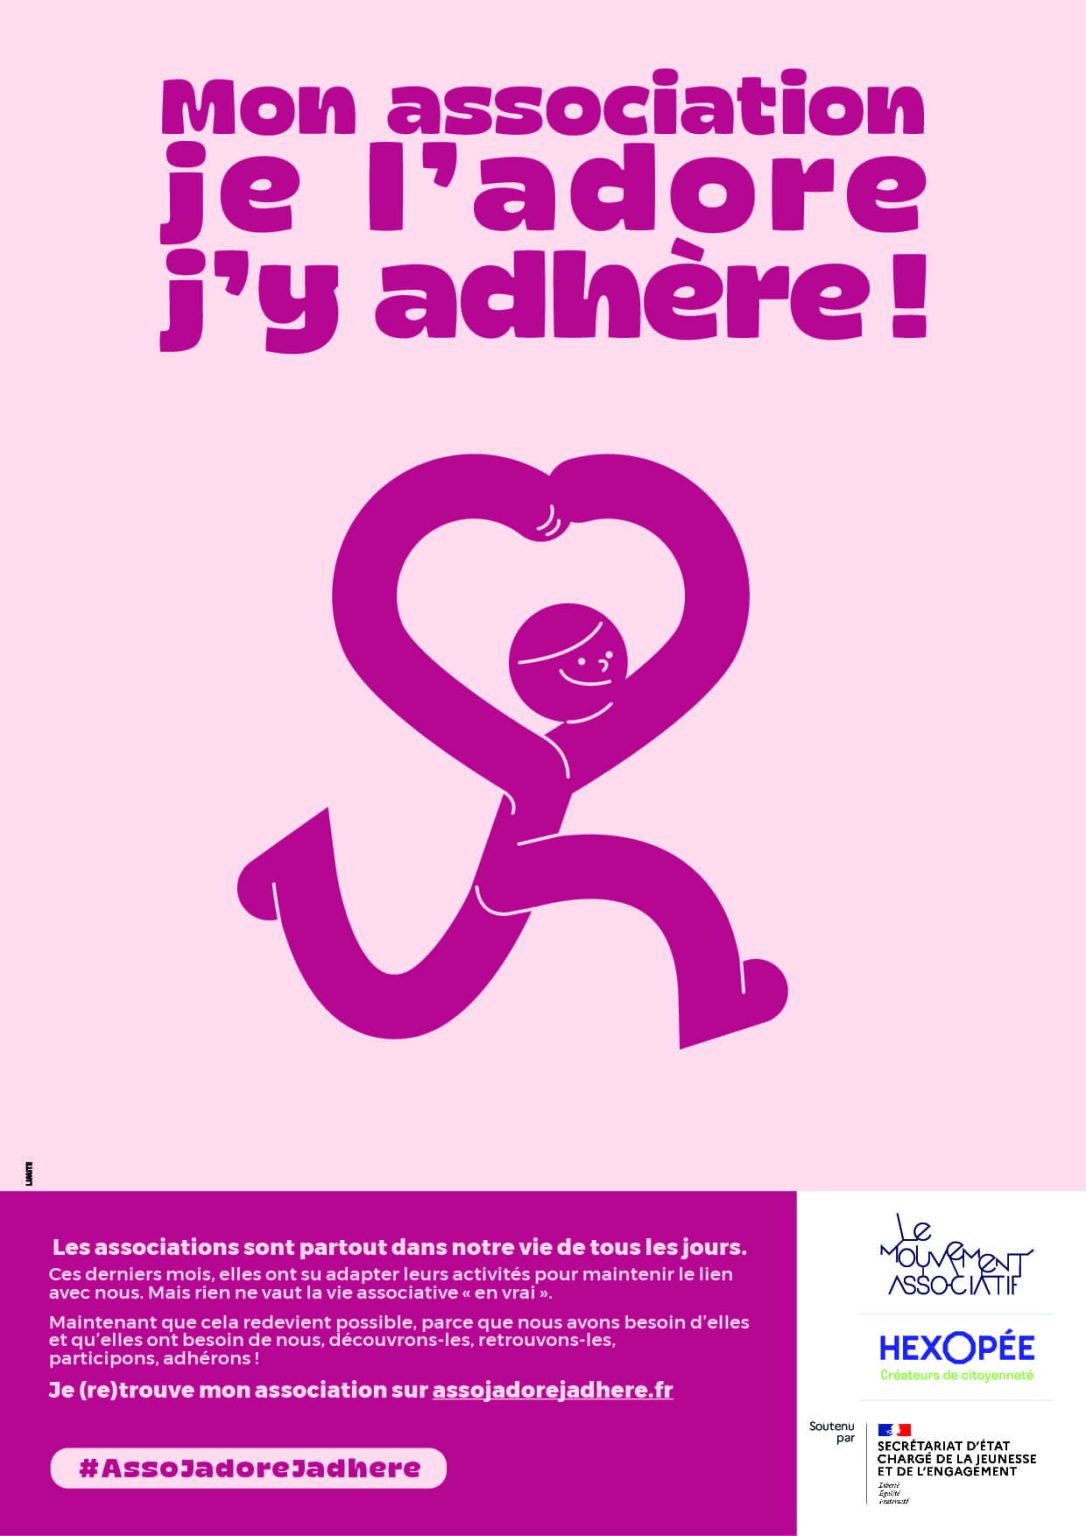 Mon association
je l’adore
j’y adhère !
LUNGTE
Les associations sont partout dans notre vie de tous les jours.
Ces derniers mois, elles ont su adapter leurs activités pour maintenir le lien
avec nous. Mais rien ne vaut la vie associative « en vrai ».
Maintenant que cela redevient possible, parce que nous avons besoin d’elles
et qu’elles ont besoin de nous, découvrons-les, retrouvons-les,
participons, adhérons !
Je (re)trouve mon association sur assojadorejadhere.fr
#AssoJadoreJadhere
Le
Mouvement
Associatif
HEXOPÉE
Créateurs de citoyenneté
Soutenu
par
SECRÉTARIAT D’ÉTAT
CHARGÉ DE LA JEUNESSE
ET DE L’ENGAGEMENT
Liberté
Égalité
Fraternité